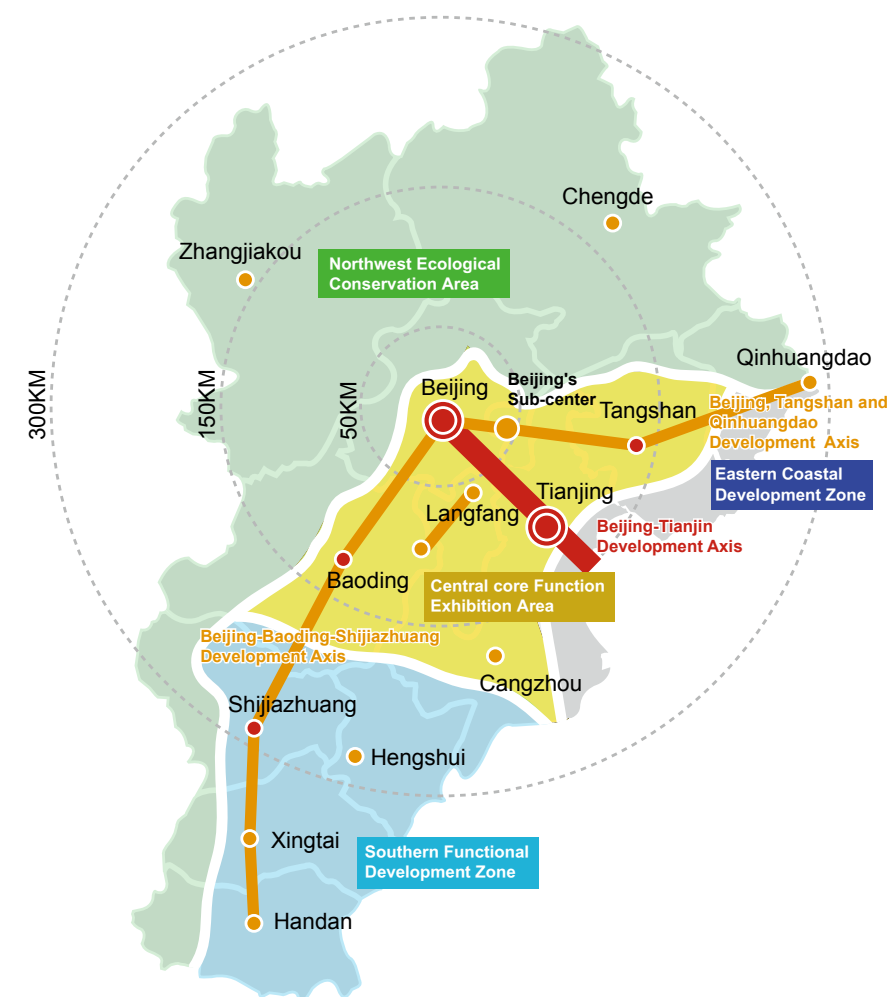 Chengde
Zhangjiakou
Northwest Ecological
Conservation Area
300KM
150KM
50KM
Beijing
Beijing's
Sub-center
Tangshan
Qinhuangdao
Beijing, Tangshan and
Qinhuangdao
Development Axis
Eastern Coastal
Development Zone
Langfang
Tianjing
Beijing-Tianjin
Development Axis
Baoding
Central core Function
Exhibition Area
Beijing-Baoding-Shijiazhuang
Development Axis
Cangzhou
Shijiazhuang
Hengshui
Xingtai
Southern Functional
Development Zone
Handan